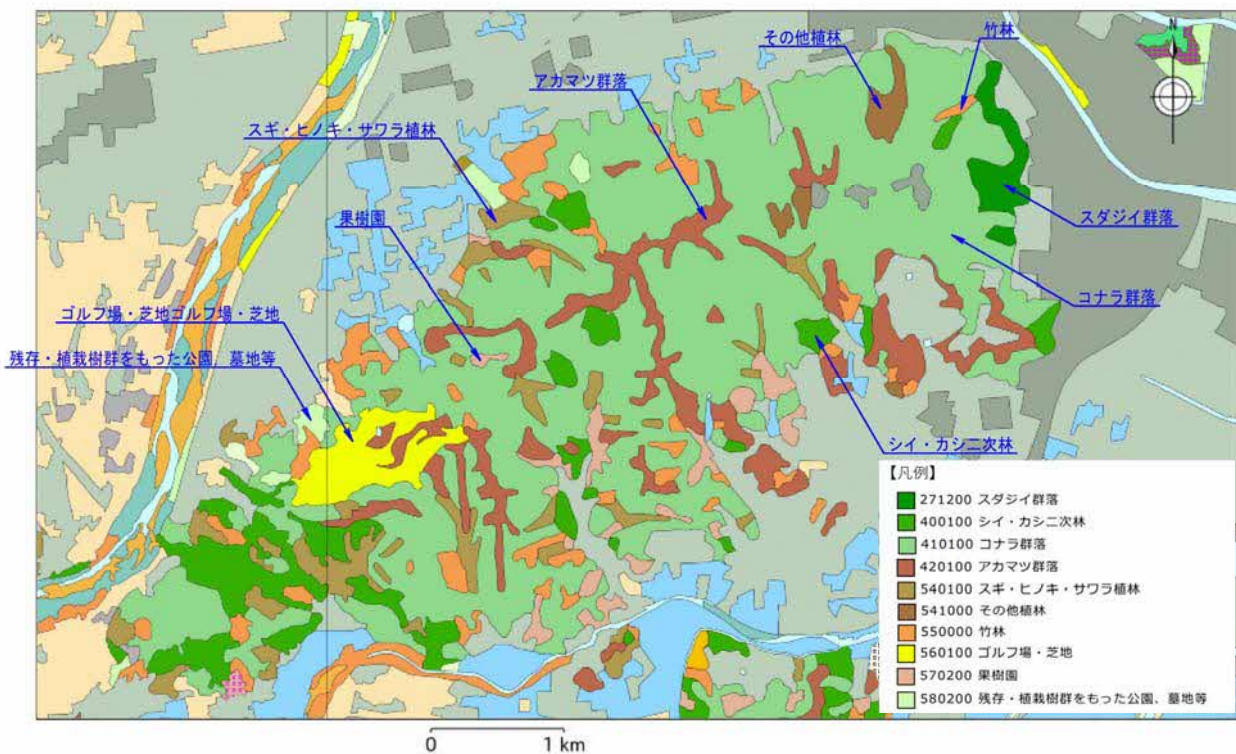 N
その他植林
竹林
アカマツ群落
スギ・ヒノキ・サワラ植林
果樹園
スダジイ群落
コナラ群落
ゴルフ場・芝地ゴルフ場・芝地
残存・植栽樹群をもった公園、墓地等
シイ・カシ二次林
【凡例】
271200 スダジイ群落
400100 シイ・カシ二次林
410100 コナラ群落
420100 アカマツ群落
540100 スギ・ヒノキ・サワラ植林
541000 その他植林
550000 竹林
560100 ゴルフ場・芝地
570200 果樹園
580200 残存・植栽樹群をもった公園、墓地等
0 1 km